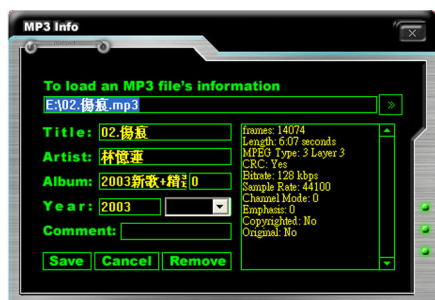 MP3 Info
To load an MP3 file's information
E:\02.傷痕.mp3
Title: 02.傷痕
Artist: 林憶蓮
Album: 2003新歌+精 0
Year: 2003
Comment:
Save Cancel Remove
frames: 14074
Length: 6:07 seconds
MPEG Type: 3 Layer 3
CRC: Yes
Bitrate: 128 kbps
Sample Rate: 44100
Channel Mode: 0
Emphasis: 0
Copyrighted: No
Original: No